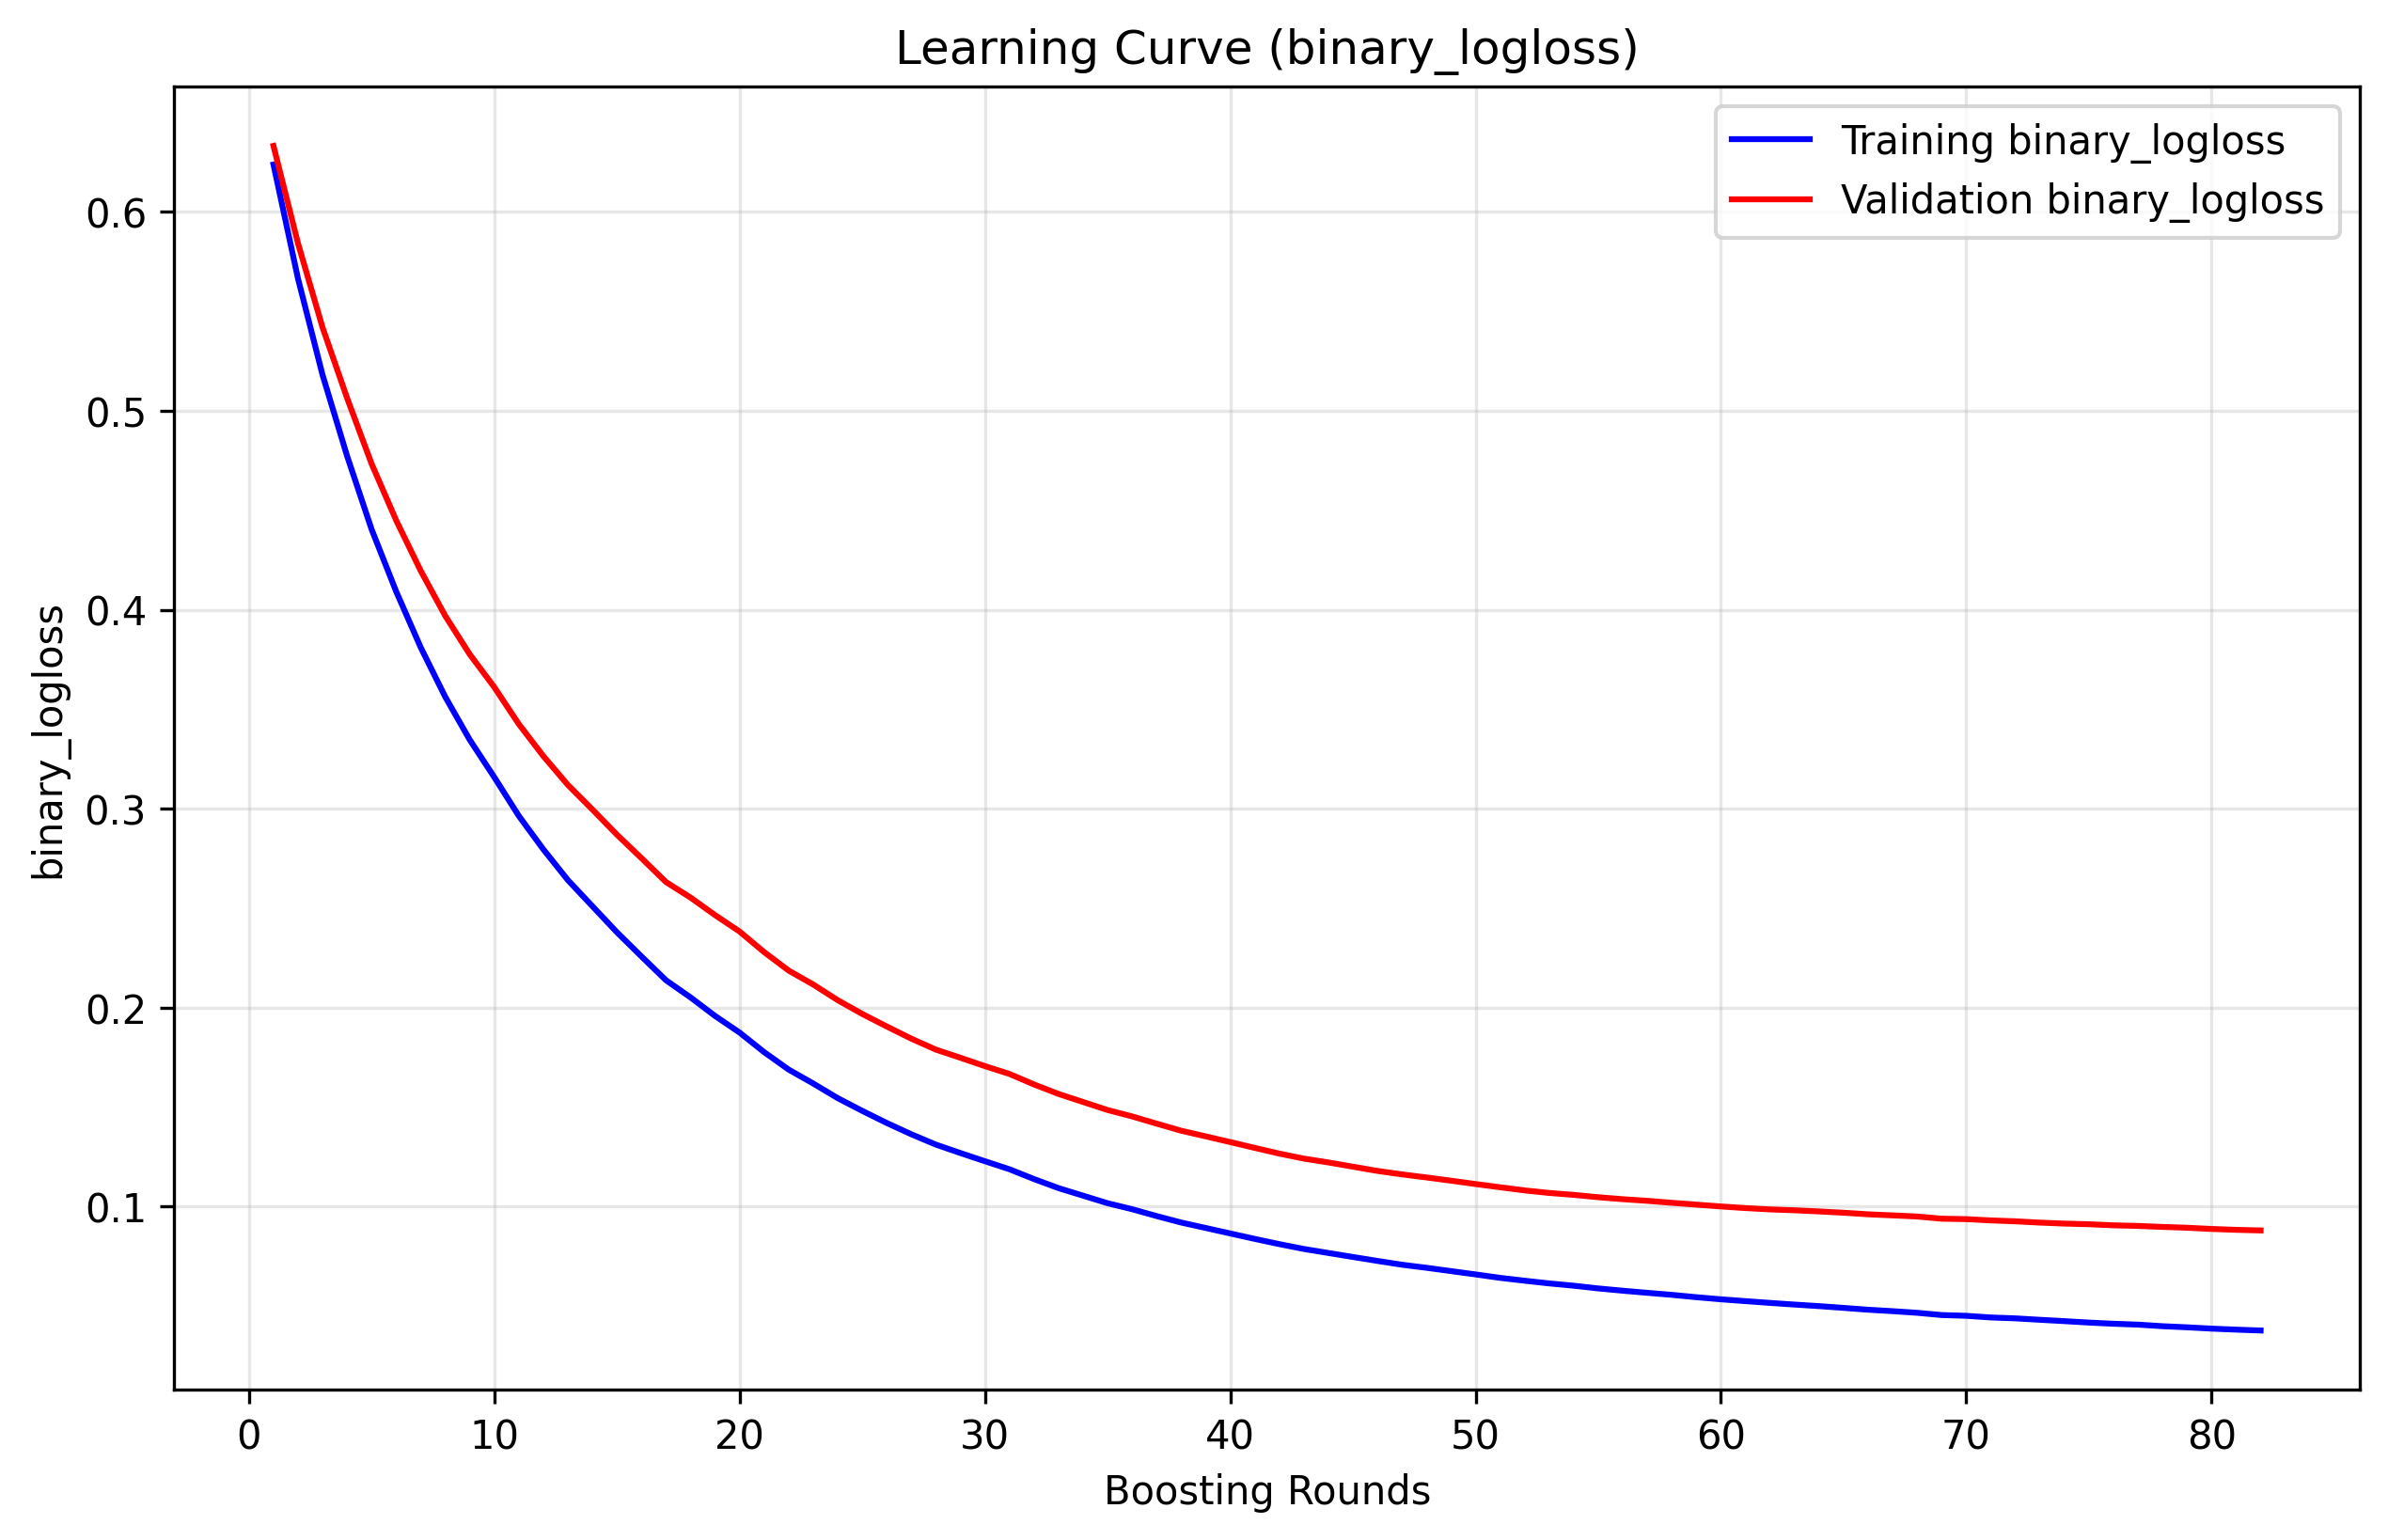 Learning Curve (binary_logloss)
Training binary_logloss
Validation binary_logloss
binary_logloss
0.6
0.5
0.4
0.3
0.2
0.1
0 10 20 30 40 50 60 70 80
Boosting Rounds